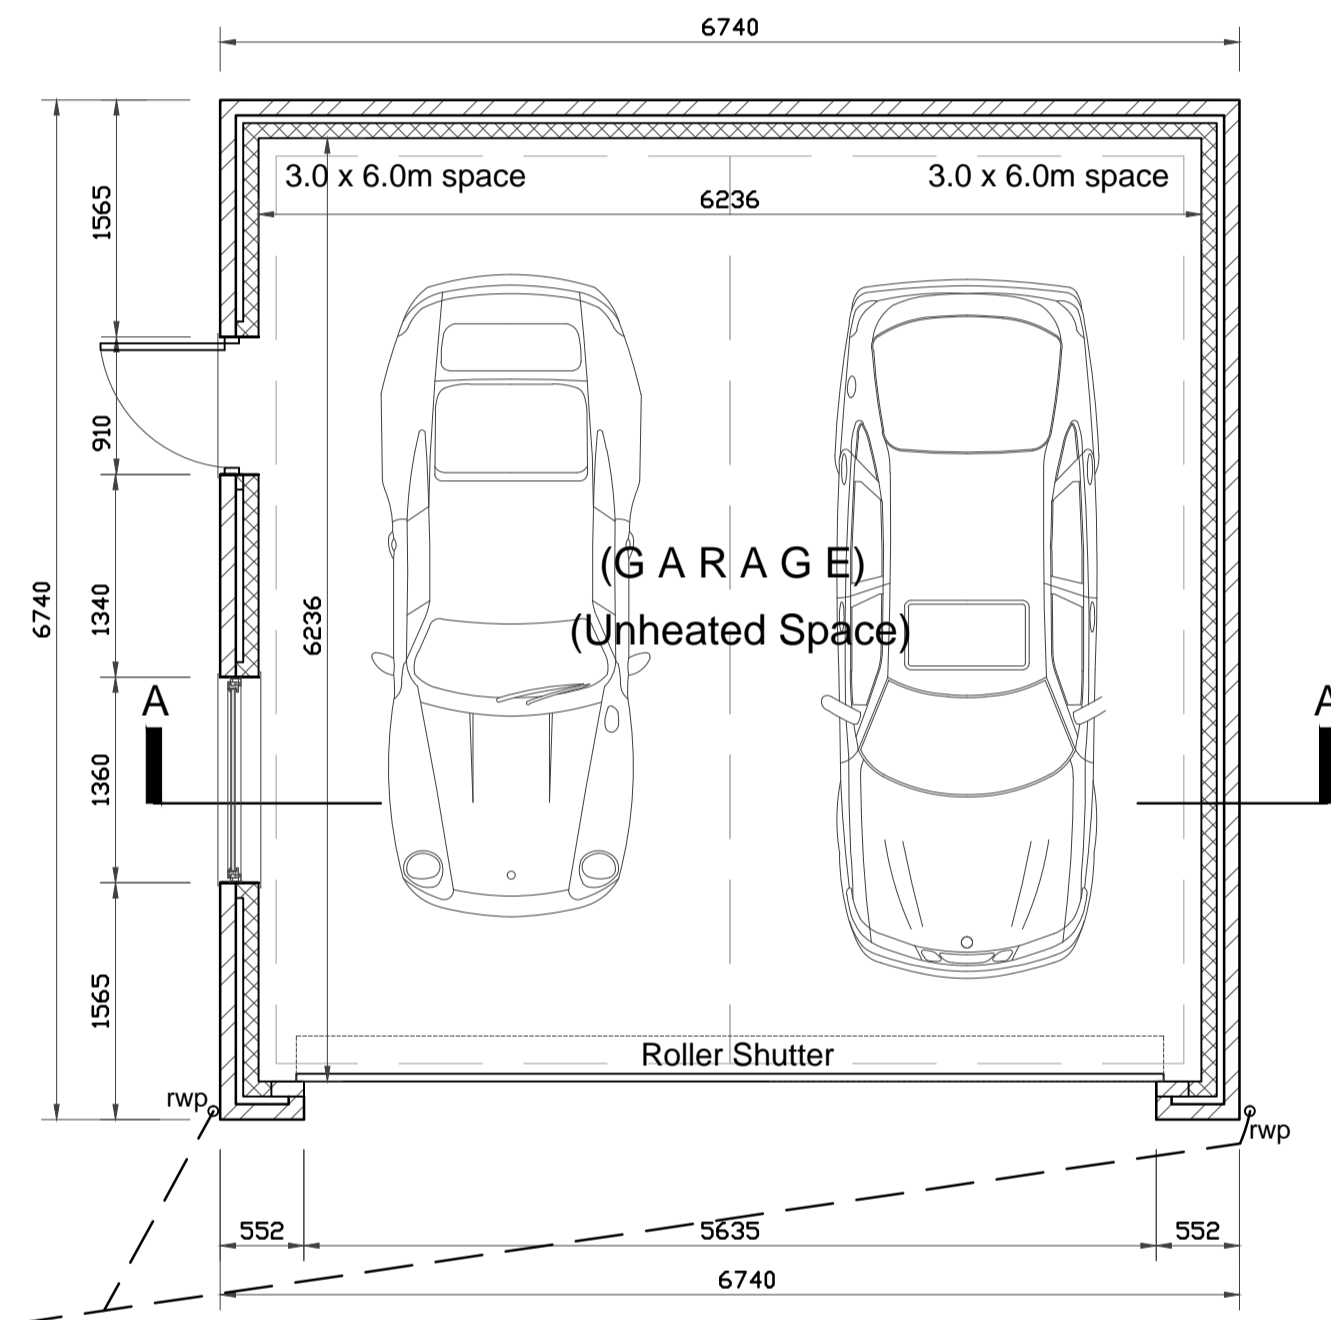 6740
3.0 x 6.0m space
3.0 x 6.0m space
6236
1565
910
(G A R A G E)
(Unheated Space)
6740
1340
6236
A
A
1360
1565
Roller Shutter
rwp
rwp
552
5635
552
6740